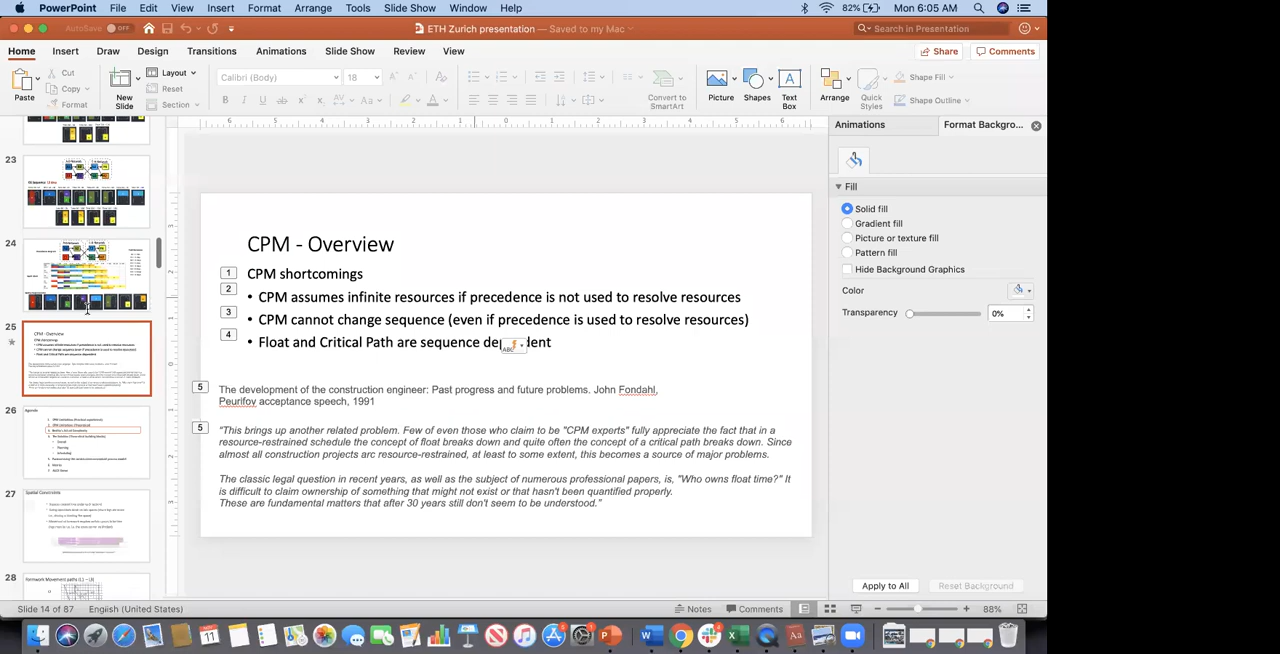 PowerPoint File Edit View Insert Format Arrange Tools Slide Show Window Help 82% Mon 6:05 AM
AutoSave OFF ETH Zurich presentation — Saved to my Mac Search in Presentation
Home Insert Draw Design Transitions Animations Slide Show Review View Share Comments
Paste Cut Copy Format New Slide Layout Reset Section Calibri (Body) 18 Convert to SmartArt Picture Shapes Text Box Arrange Quick Styles Shape Fill Shape Outline
Animations Format Backgro...
Fill
Solid fill
Gradient fill
Picture or texture fill
Pattern fill
Hide Background Graphics
Color
Transparency 0%
Apply to All Reset Background
23
24
25
CPM - Overview
26
Agenda
27
Spatial Constraints
28
CPM - Overview
1 CPM shortcomings
2 • CPM assumes infinite resources if precedence is not used to resolve resources
3 • CPM cannot change sequence (even if precedence is used to resolve resources)
4 • Float and Critical Path are sequence dependent
5 The development of the construction engineer: Past progress and future problems. John Fondahl,
Peurifoy acceptance speech, 1991
5 "This brings up another related problem. Few of even those who claim to be "CPM experts" fully appreciate the fact that in a
resource-restrained schedule the concept of float breaks down and quite often the concept of a critical path breaks down. Since
almost all construction projects arc resource-restrained, at least to some extent, this becomes a source of major problems.
The classic legal question in recent years, as well as the subject of numerous professional papers, is, "Who owns float time?" It
is difficult to claim ownership of something that might not exist or that hasn't been quantified properly.
These are fundamental matters that after 30 years still don't seem to be understood."
Slide 14 of 87 English (United States) Notes Comments 88%